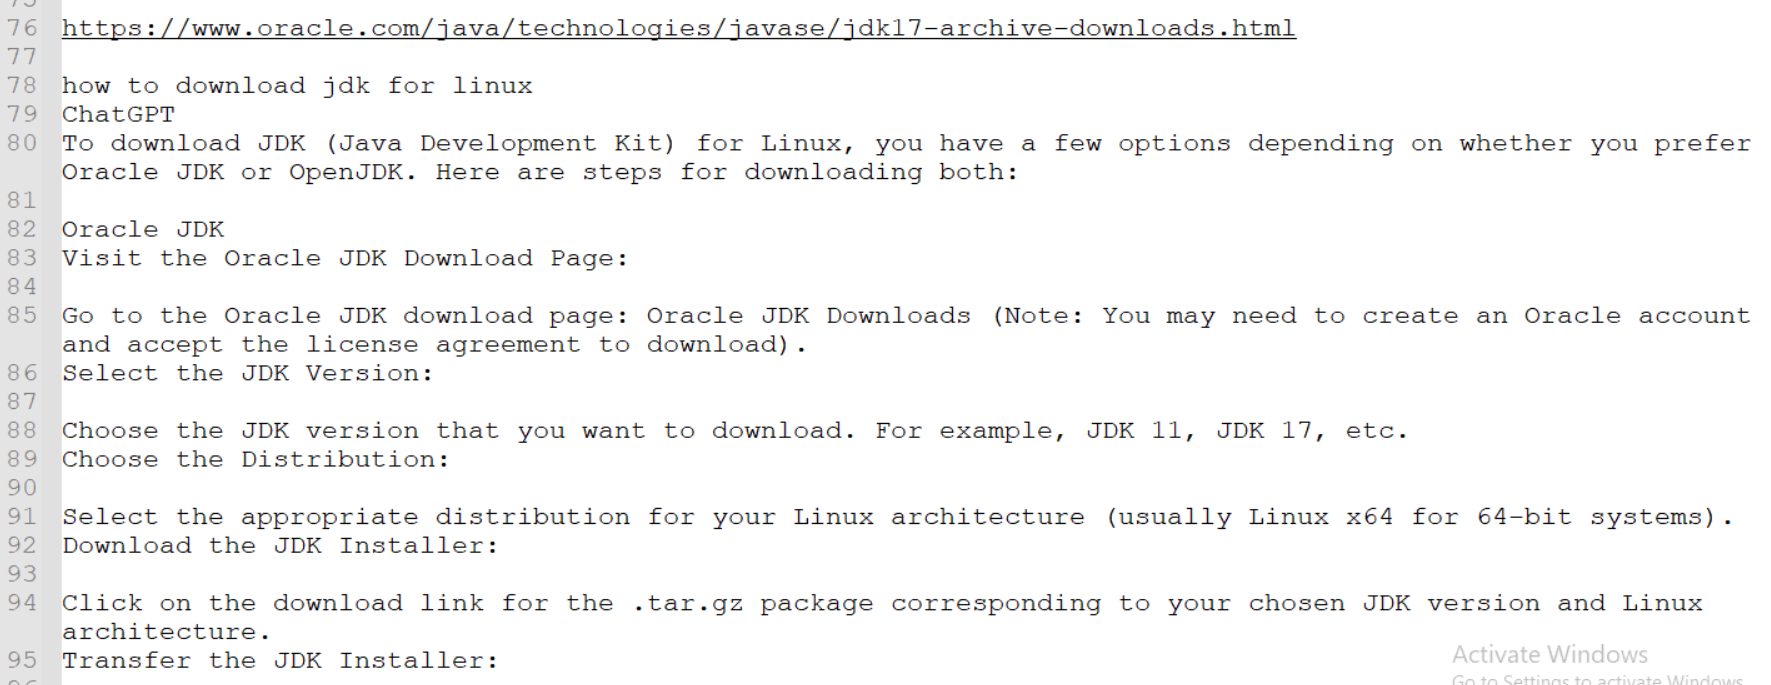 76 https://www.oracle.com/java/technologies/javase/jdk17-archive-downloads.html
77
78 how to download jdk for linux
79 ChatGPT
80 To download JDK (Java Development Kit) for Linux, you have a few options depending on whether you prefer
Oracle JDK or OpenJDK. Here are steps for downloading both:
81
82 Oracle JDK
83 Visit the Oracle JDK Download Page:
84
85 Go to the Oracle JDK download page: Oracle JDK Downloads (Note: You may need to create an Oracle account
and accept the license agreement to download).
86 Select the JDK Version:
87
88 Choose the JDK version that you want to download. For example, JDK 11, JDK 17, etc.
89 Choose the Distribution:
90
91 Select the appropriate distribution for your Linux architecture (usually Linux x64 for 64-bit systems).
92 Download the JDK Installer:
93
94 Click on the download link for the .tar.gz package corresponding to your chosen JDK version and Linux
architecture.
95 Transfer the JDK Installer:
Activate Windows
Go to Settings to activate Windows